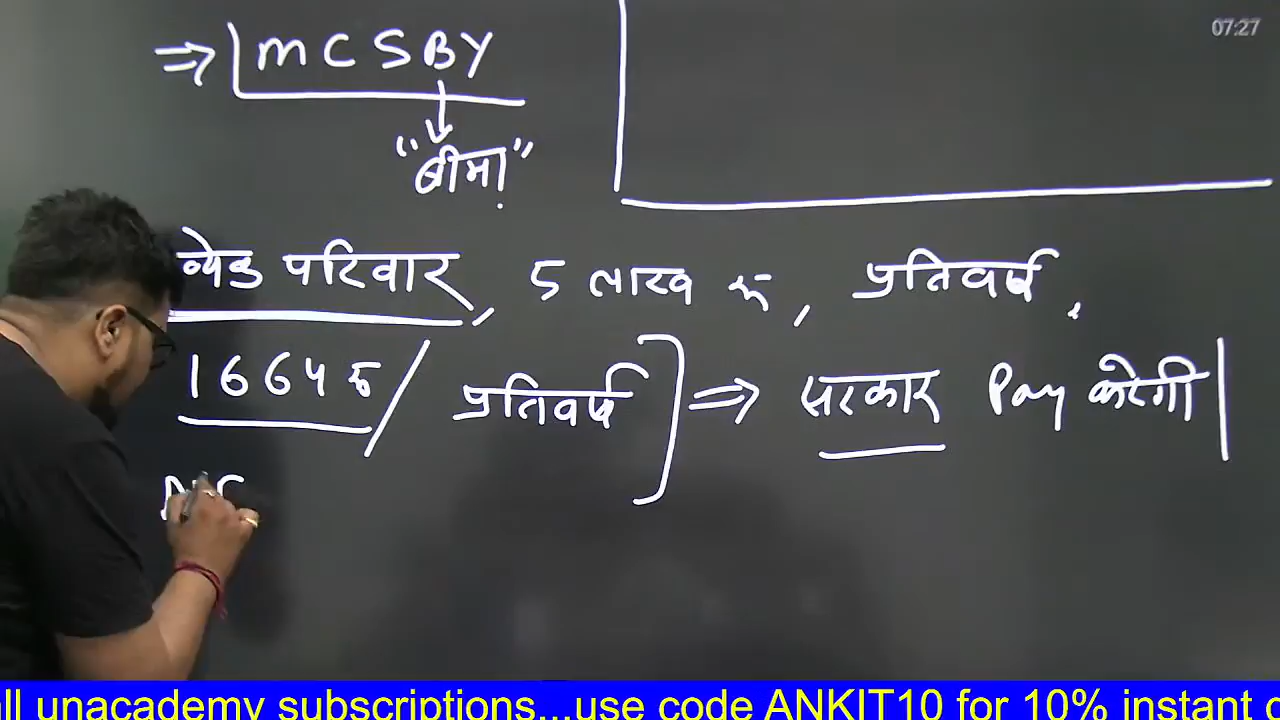 07:27
⇒ MCSBY
"बीमा"
परिवार, 5 लाख रु, प्रतिवर्ष,
1664 रु/ प्रतिवर्ष ] ⇒ सरकार Pay करेगी |
all unacademy subscriptions...use code ANKIT10 for 10% instant